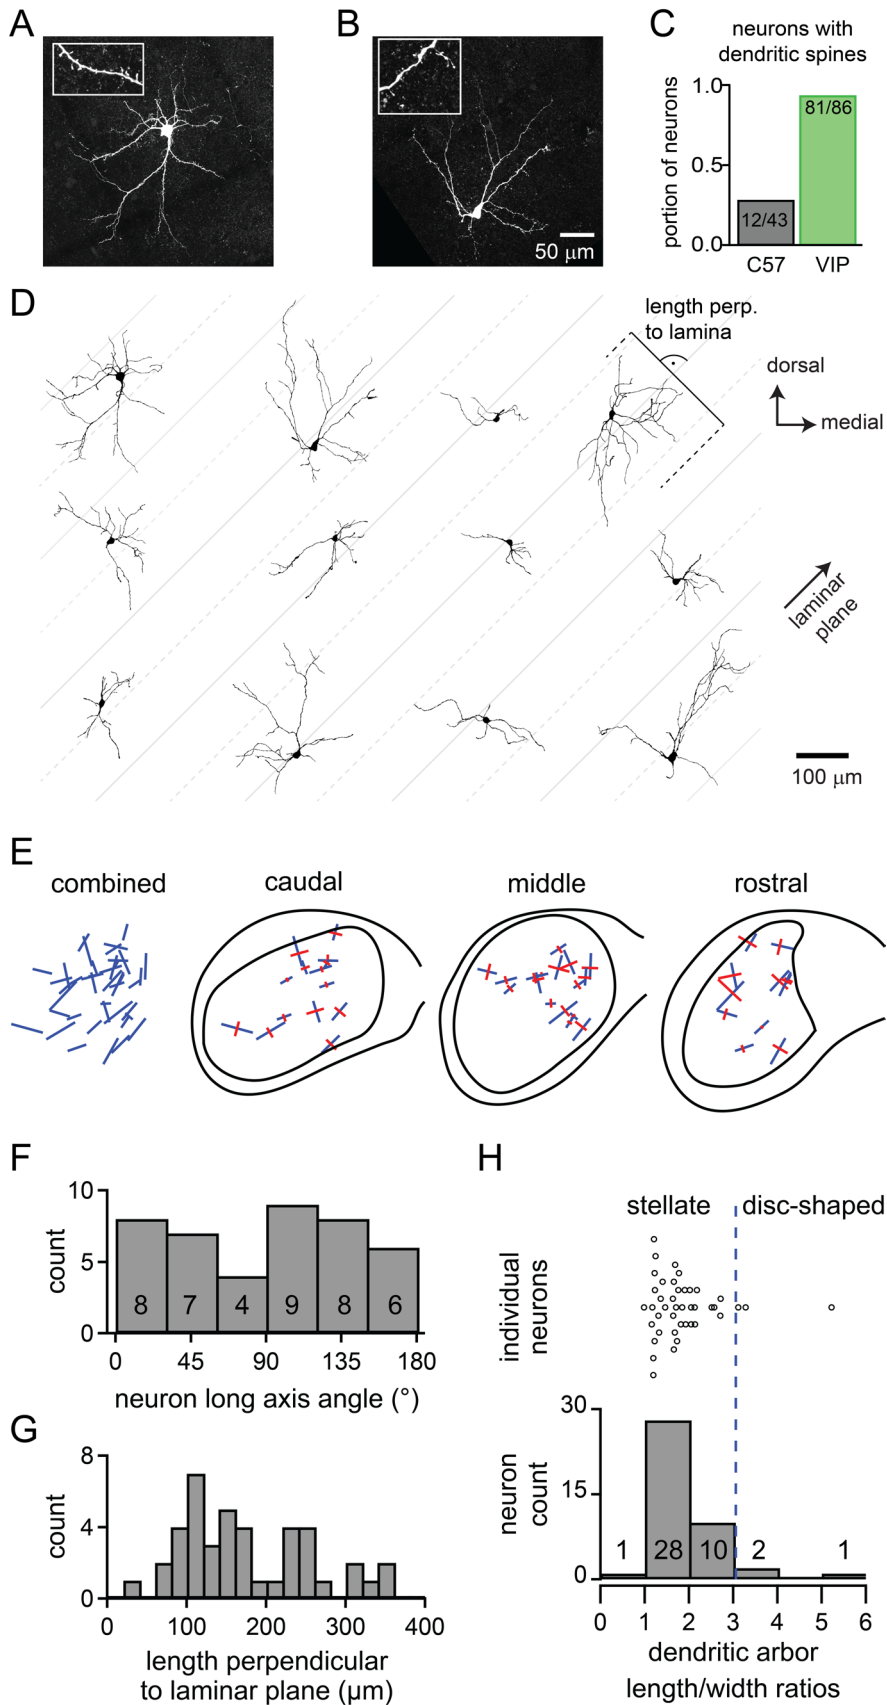 A
B
50 μm
C
neurons with
dendritic spines
portion of neurons
1.0
0.5
0.0
12/43
81/86
C57
VIP
D
length perp.
to lamina
dorsal
medial
laminar
plane
100 μm
E
combined
caudal
middle
rostral
F
count
10
5
0
8
7
4
9
8
6
0
45
90
135
180
neuron long axis angle (°)
G
count
8
4
0
0
100
200
300
400
length perpendicular
to laminar plane (μm)
H
stellate
disc-shaped
individual
neurons
neuron
count
30
15
0
1
28
10
2
1
0
1
2
3
4
5
6
dendritic arbor
length/width ratios